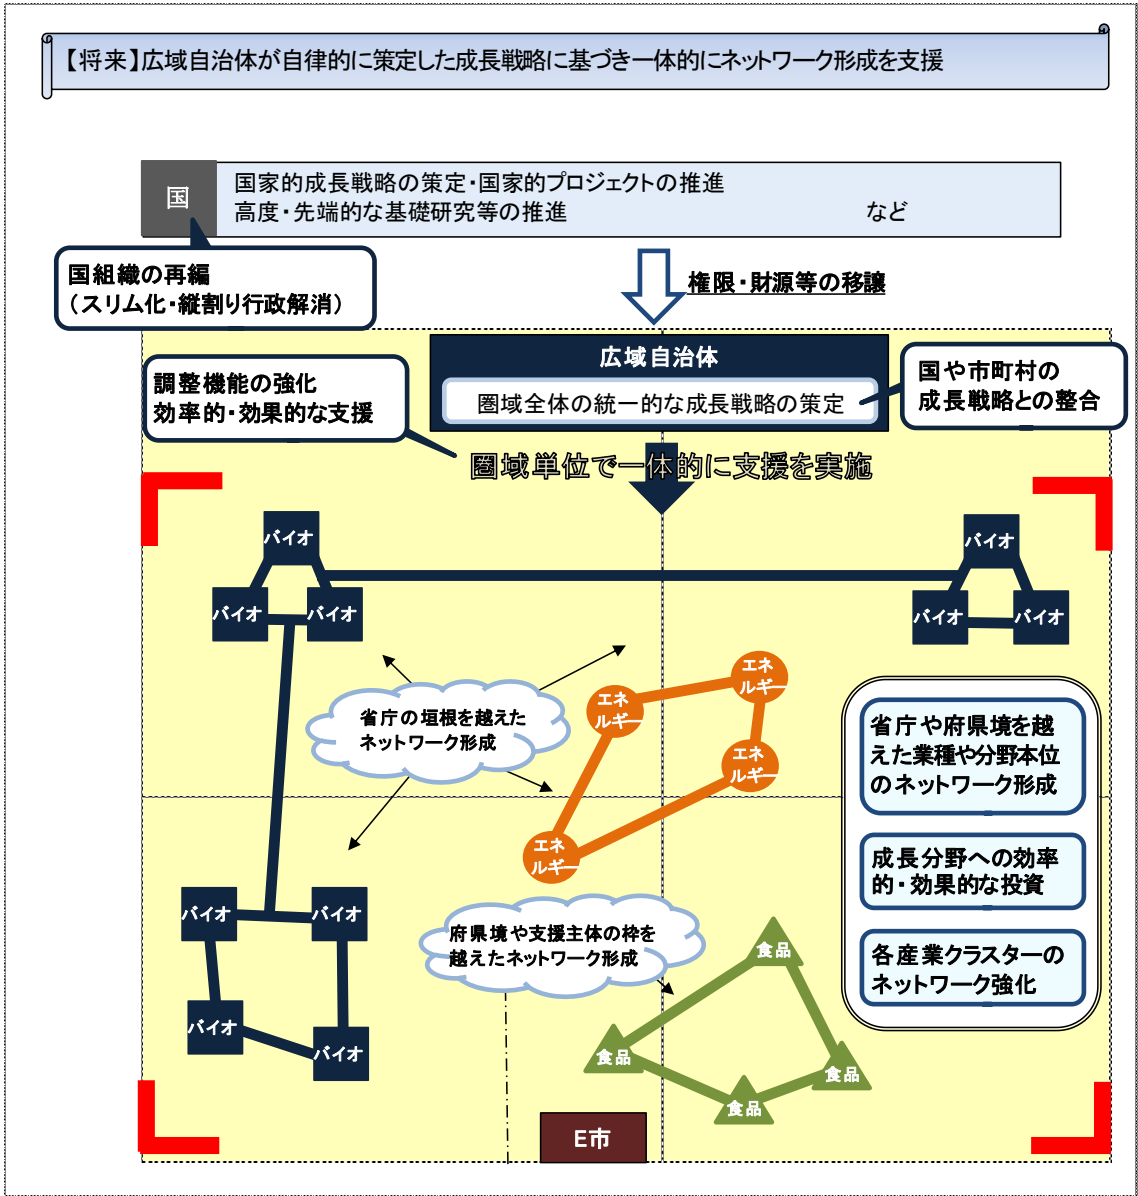 【将来】広域自治体が自律的に策定した成長戦略に基づき一体的にネットワーク形成を支援
国
国家的成長戦略の策定・国家的プロジェクトの推進
高度・先端的な基礎研究等の推進 など
国組織の再編
（スリム化・縦割り行政解消）
権限・財源等の移譲
広域自治体
圏域全体の統一的な成長戦略の策定
調整機能の強化
効率的・効果的な支援
国や市町村の
成長戦略との整合
圏域単位で一体的に支援を実施
バイオ
バイオ
バイオ
バイオ
バイオ
バイオ
省庁の垣根を越えた
ネットワーク形成
エネ
ルギー
エネ
ルギー
エネ
ルギー
エネ
ルギー
省庁や府県境を越
えた業種や分野本位
のネットワーク形成
成長分野への効率
的・効果的な投資
各産業クラスターの
ネットワーク強化
バイオ
バイオ
バイオ
バイオ
府県境や支援主体の枠を
越えたネットワーク形成
食品
食品
食品
食品
E市